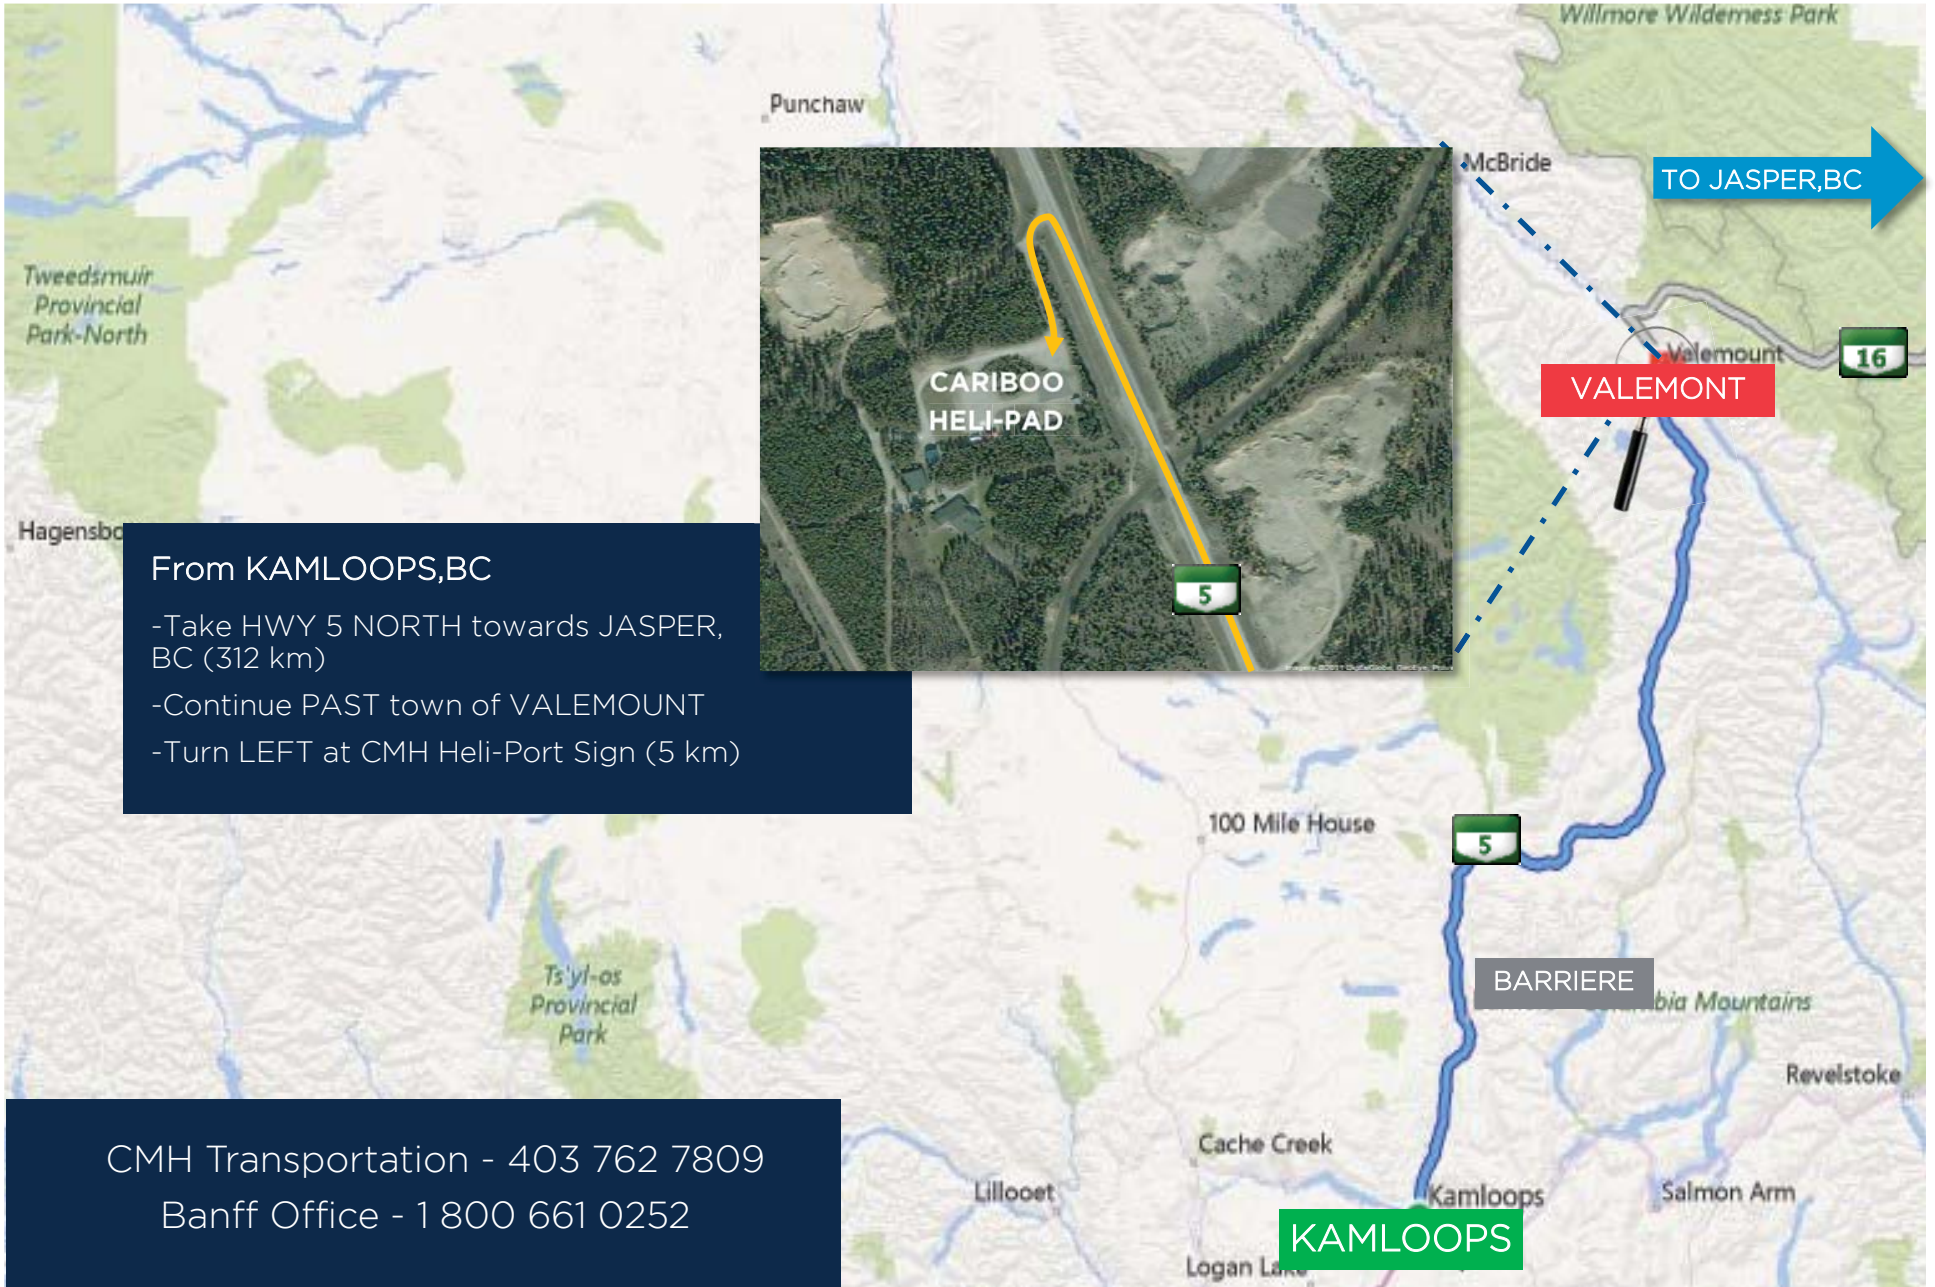 Willmore Wilderness Park
Punchaw
McBride
TO JASPER,BC
Tweedsmuir
Provincial
Park-North
Valemount
16
VALEMONT
CARIBOO
HELI-PAD
Hagensbo
5
From KAMLOOPS,BC
-Take HWY 5 NORTH towards JASPER,
BC (312 km)
-Continue PAST town of VALEMOUNT
-Turn LEFT at CMH Heli-Port Sign (5 km)
100 Mile House
5
BARRIERE
bia Mountains
Ts'yl-os
Provincial
Park
Revelstoke
CMH Transportation - 403 762 7809
Banff Office - 1 800 661 0252
Cache Creek
Lillooet
Kamloops
Salmon Arm
KAMLOOPS
Logan Lake